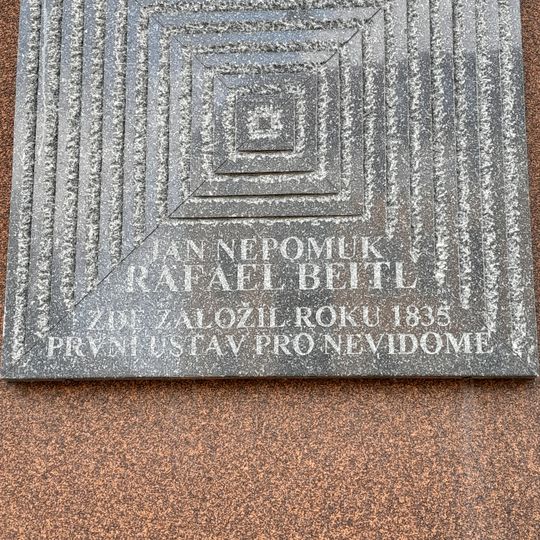 JAN NEPOMUK
RAFAEL BEITL
ZDE ZALOŽIL ROKU 1835
PRVNÍ ÚSTAV PRO NEVIDOMÉ